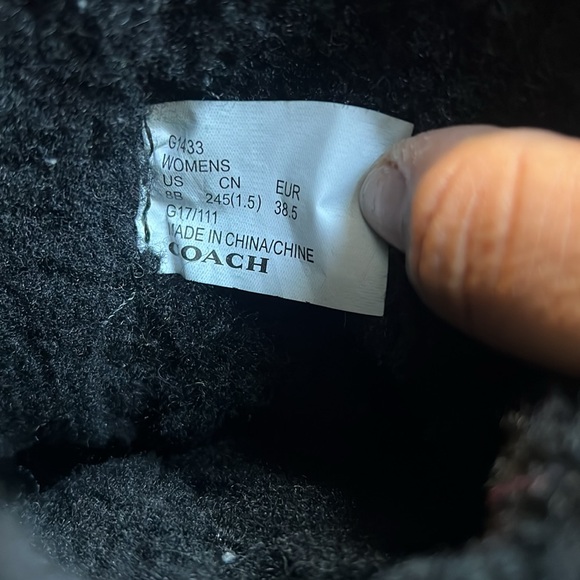 G1433
WOMENS
US CN EUR
8B 245(1.5) 38.5
G17/111
MADE IN CHINA/CHINE
COACH